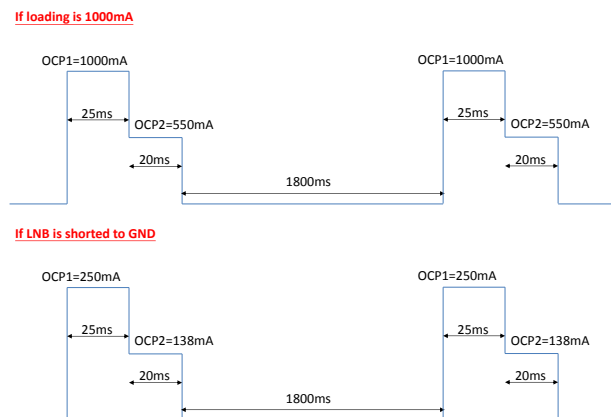 If loading is 1000mA
OCP1=1000mA OCP1=1000mA
25ms 25ms
OCP2=550mA OCP2=550mA
20ms 20ms
1800ms
If LNB is shorted to GND
OCP1=250mA OCP1=250mA
25ms 25ms
OCP2=138mA OCP2=138mA
20ms 20ms
1800ms